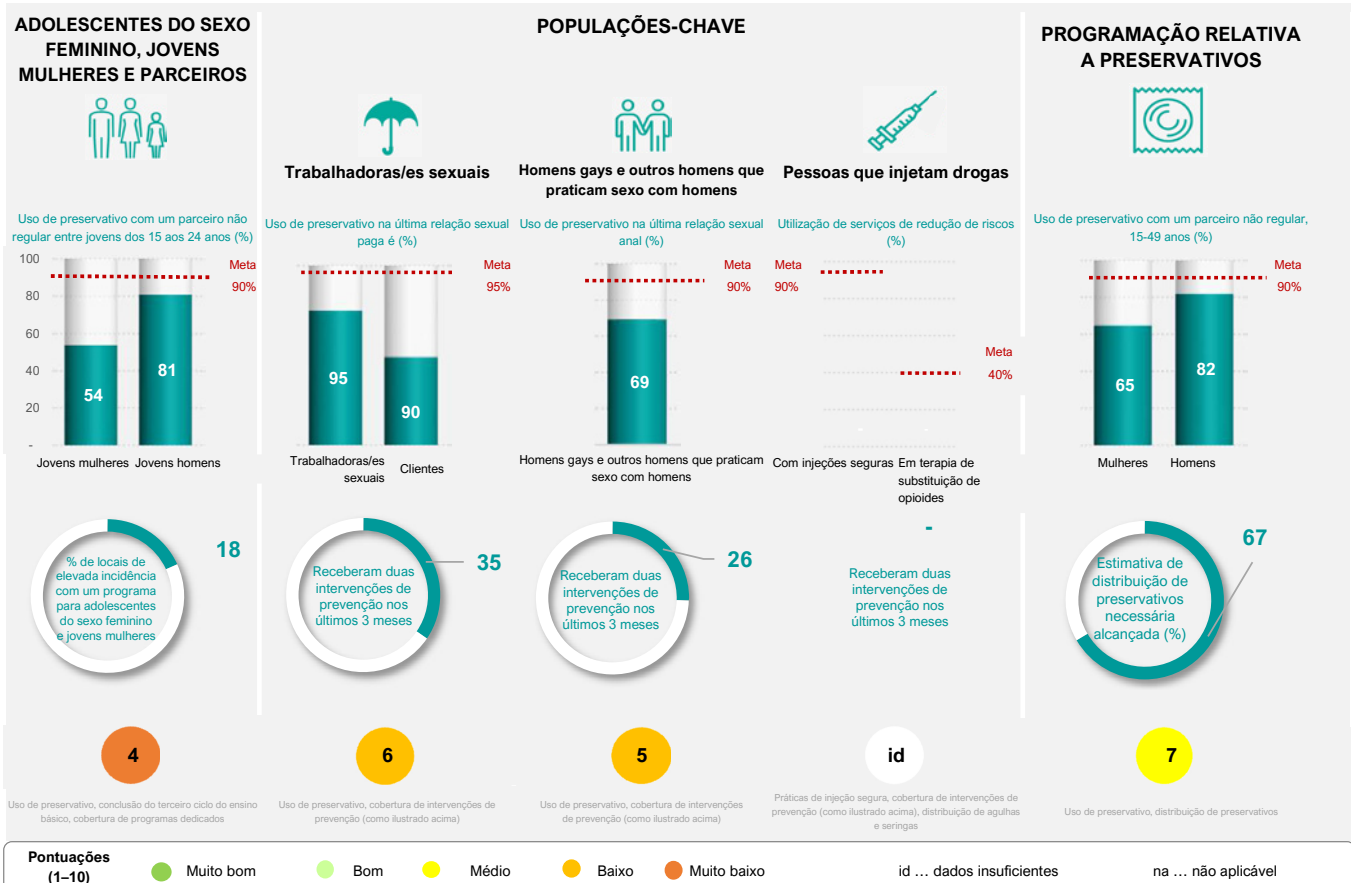 ADOLESCENTES DO SEXO
FEMININO, JOVENS
MULHERES E PARCEIROS
Uso de preservativo com um parceiro não
regular entre jovens dos 15 aos 24 anos (%)
100
80
60
40
20
-
Meta
90%
54
81
Jovens mulheres
Jovens homens
% de locais de
elevada incidência
com um programa
para adolescentes
do sexo feminino
e jovens mulheres
18
4
Uso de preservativo, conclusão do terceiro ciclo do ensino
básico, cobertura de programas dedicados
POPULAÇÕES-CHAVE
Trabalhadoras/es sexuais
Uso de preservativo na última relação sexual
paga é (%)
Meta
95%
95
90
Trabalhadoras/es
sexuais
Clientes
Receberam duas
intervenções de
prevenção nos
últimos 3 meses
35
6
Uso de preservativo, cobertura de intervenções de
prevenção (como ilustrado acima)
Homens gays e outros homens que
praticam sexo com homens
Uso de preservativo na última relação sexual
anal (%)
Meta
90%
69
Homens gays e outros homens que praticam
sexo com homens
Receberam duas
intervenções de
prevenção nos
últimos 3 meses
26
5
Uso de preservativo, cobertura de intervenções
de prevenção (como ilustrado acima)
Pessoas que injetam drogas
Utilização de serviços de redução de riscos
(%)
Meta
90%
Meta
40%
Com injeções seguras
Em terapia de
substituição de
opioides
-
Receberam duas
intervenções de
prevenção nos
últimos 3 meses
id
Práticas de injeção segura, cobertura de intervenções de
prevenção (como ilustrado acima), distribuição de agulhas
e seringas
PROGRAMAÇÃO RELATIVA
A PRESERVATIVOS
Uso de preservativo com um parceiro não regular,
15-49 anos (%)
Meta
90%
65
82
Mulheres
Homens
Estimativa de
distribuição de
preservativos
necessária
alcançada (%)
67
7
Uso de preservativo, distribuição de preservativos
Pontuações
(1–10)
Muito bom
Bom
Médio
Baixo
Muito baixo
id … dados insuficientes
na … não aplicável